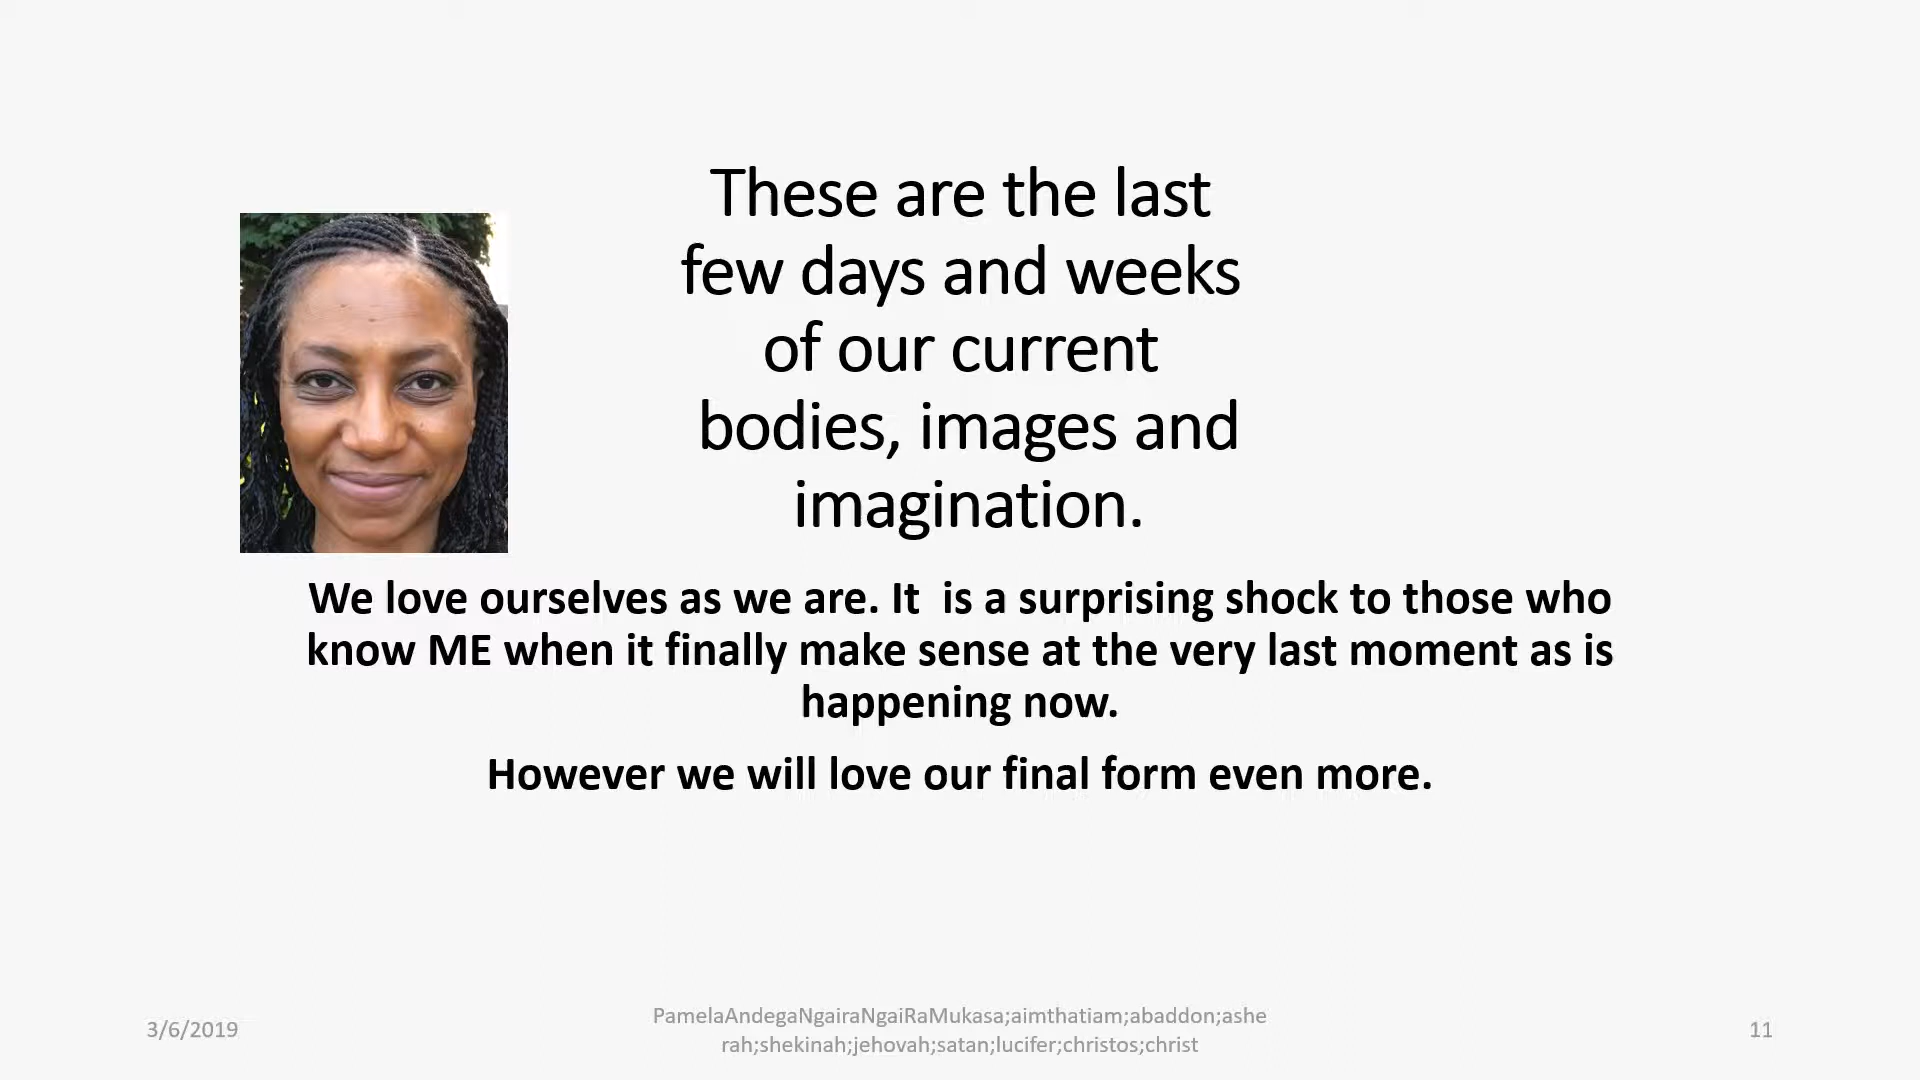 These are the last
few days and weeks
of our current
bodies, images and
imagination.
We love ourselves as we are. It  is a surprising shock to those who
know ME when it finally make sense at the very last moment as is
happening now.
However we will love our final form even more.
3/6/2019
PamelaAndegaNgairaNgaiRaMukasa;aimthatiam;abaddon;ashe
rah;shekinah;jehovah;satan;lucifer;christos;christ
11